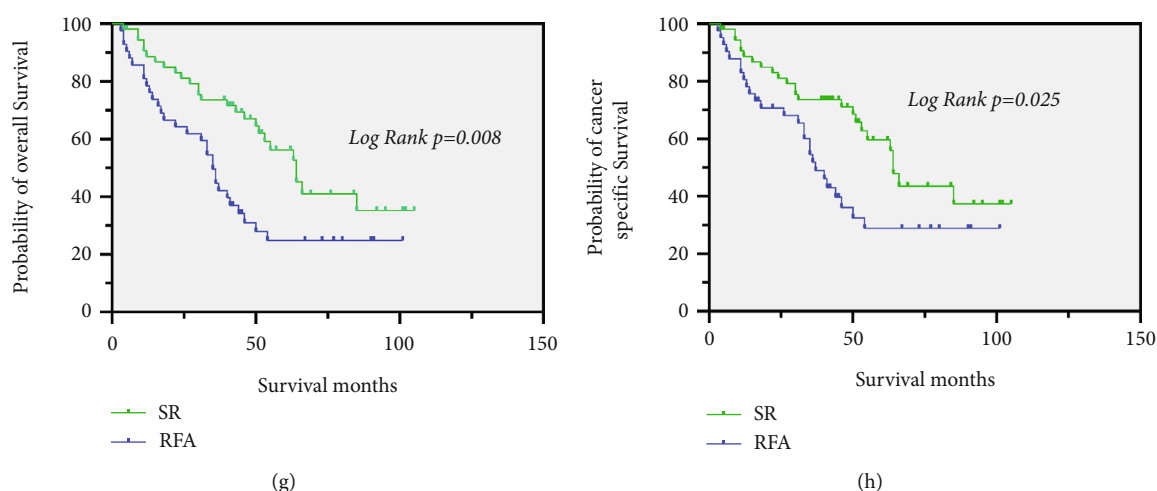 100
80
60
40
20
0
Probability of overall Survival
Log Rank p=0.008
0 50 100 150
Survival months
SR
RFA
(g)
100
80
60
40
20
0
Probability of cancer
specific Survival
Log Rank p=0.025
0 50 100 150
Survival months
SR
RFA
(h)